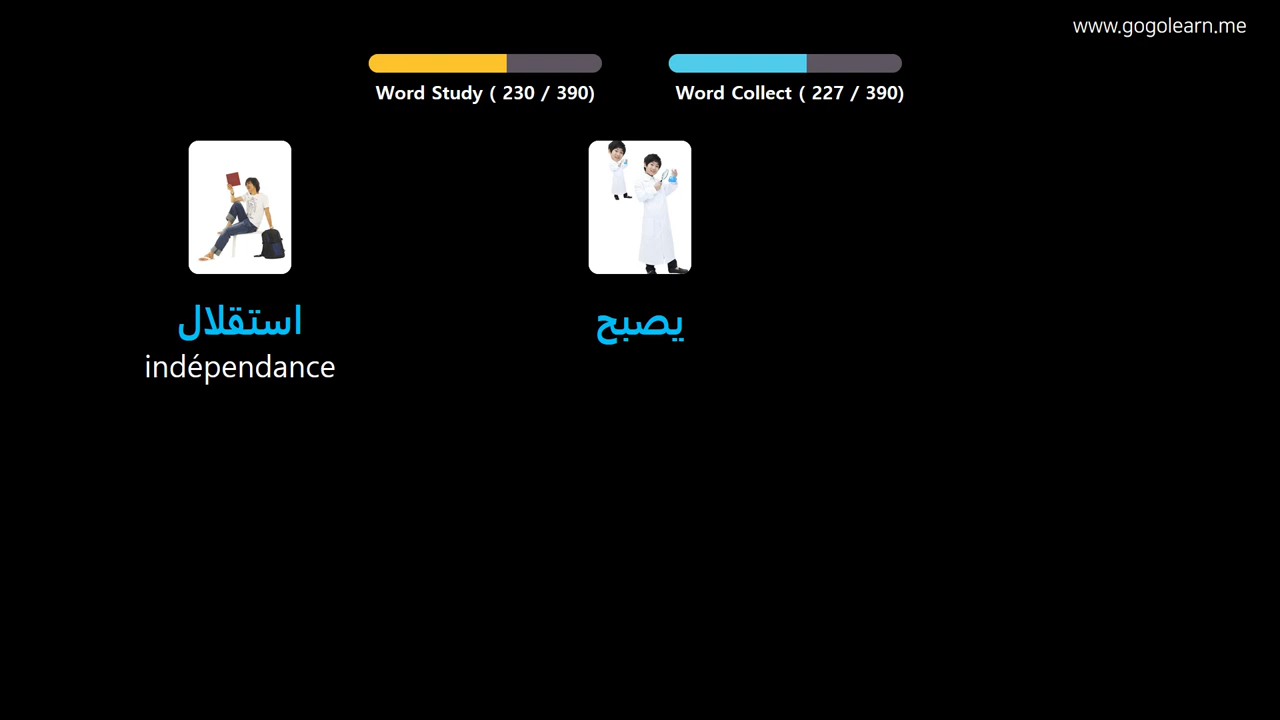 www.gogolearn.me
Word Study ( 230 / 390)
Word Collect ( 227 / 390)
استقلال
indépendance
يصبح